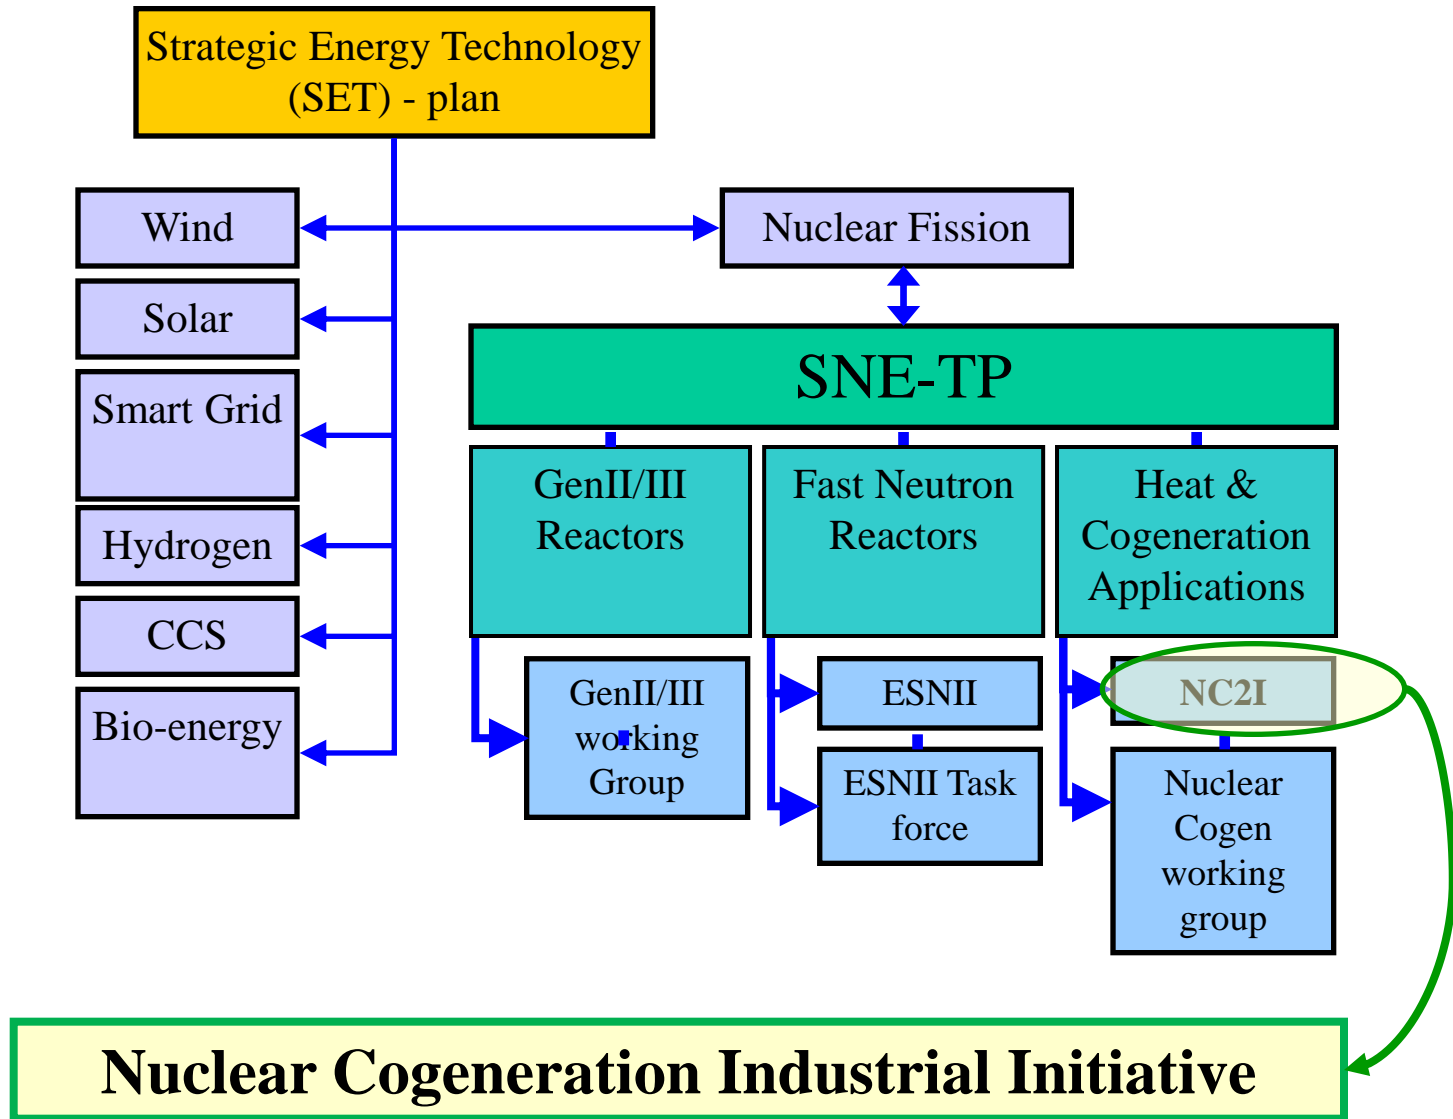 Strategic Energy Technology
(SET) - plan
Wind
Nuclear Fission
Solar
Smart Grid
Hydrogen
CCS
Bio-energy
SNE-TP
GenII/III
Reactors
Fast Neutron
Reactors
Heat &
Cogeneration
Applications
GenII/III
working
Group
ESNII
ESNII Task
force
NC2I
Nuclear
Cogen
working
group
Nuclear Cogeneration Industrial Initiative